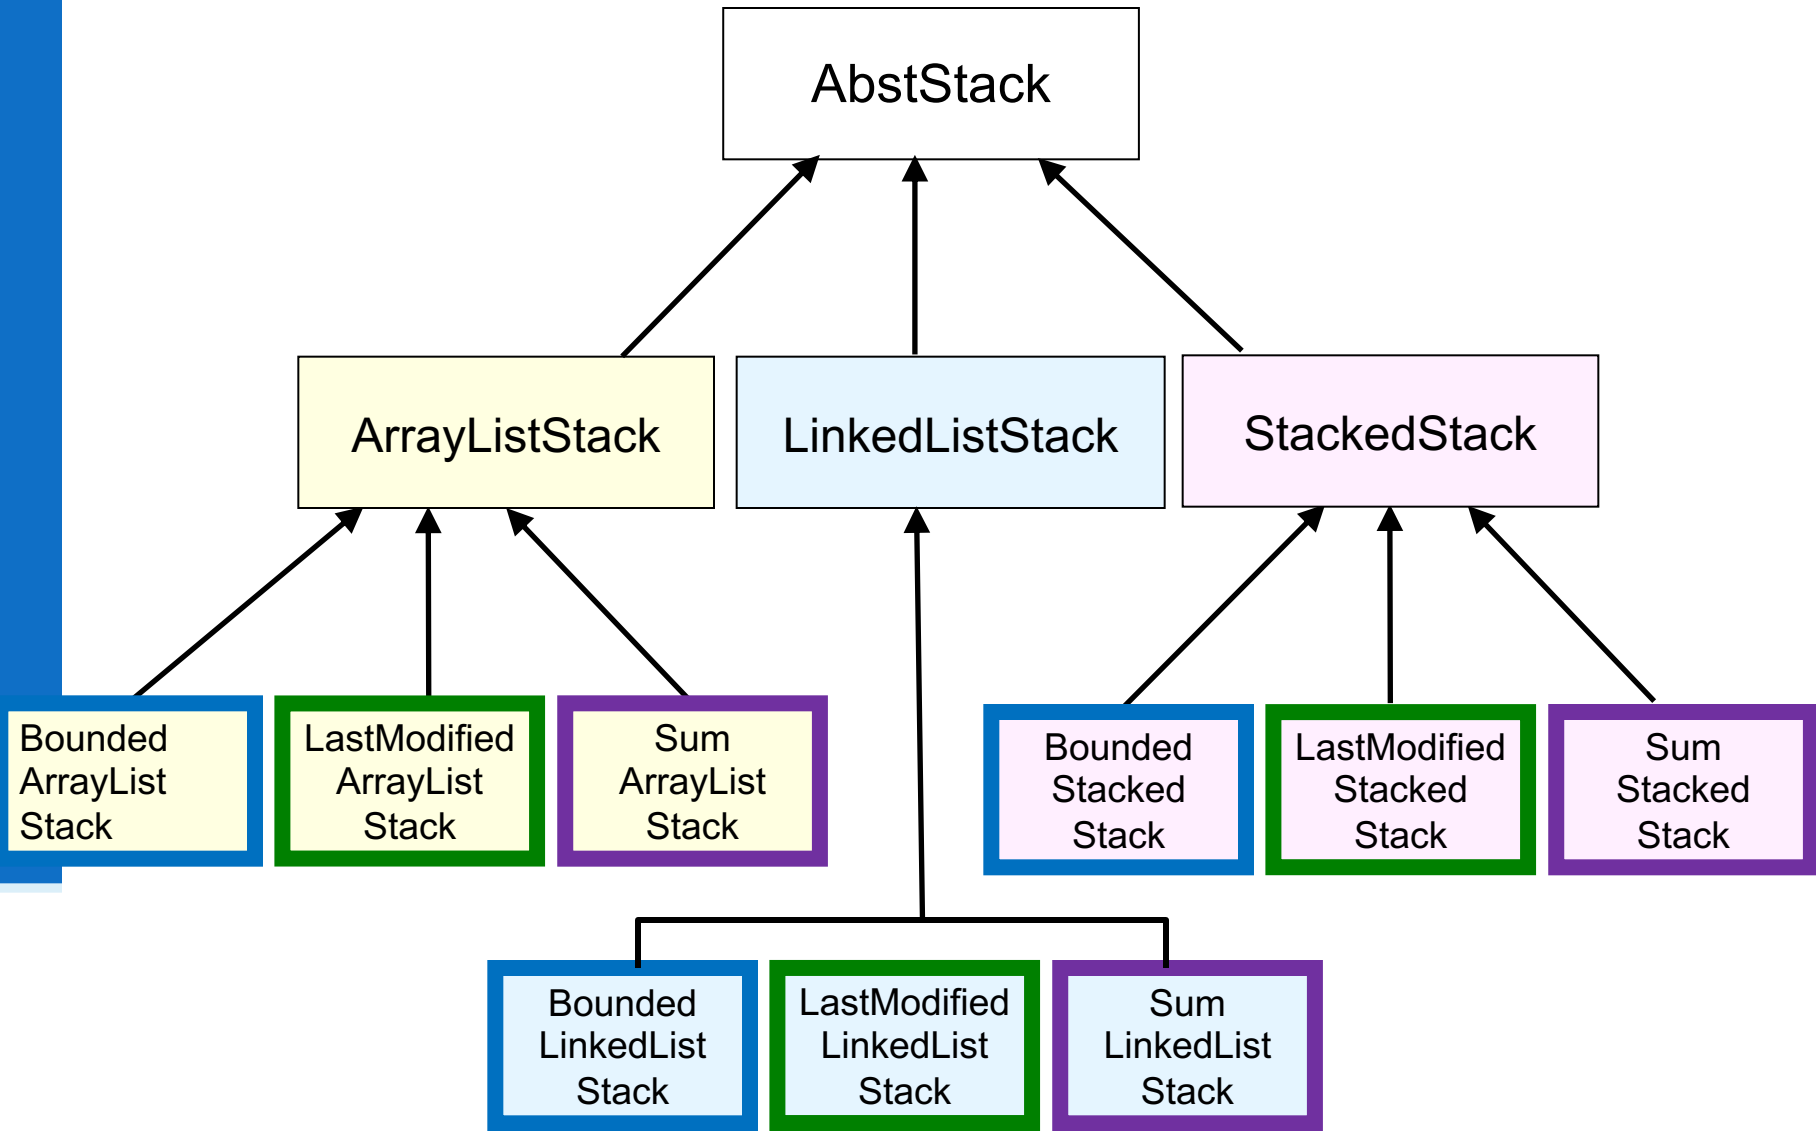 AbstStack
ArrayListStack
LinkedListStack
StackedStack
Bounded
ArrayList
Stack
LastModified
ArrayList
Stack
Sum
ArrayList
Stack
Bounded
Stacked
Stack
LastModified
Stacked
Stack
Sum
Stacked
Stack
Bounded
LinkedList
Stack
LastModified
LinkedList
Stack
Sum
LinkedList
Stack